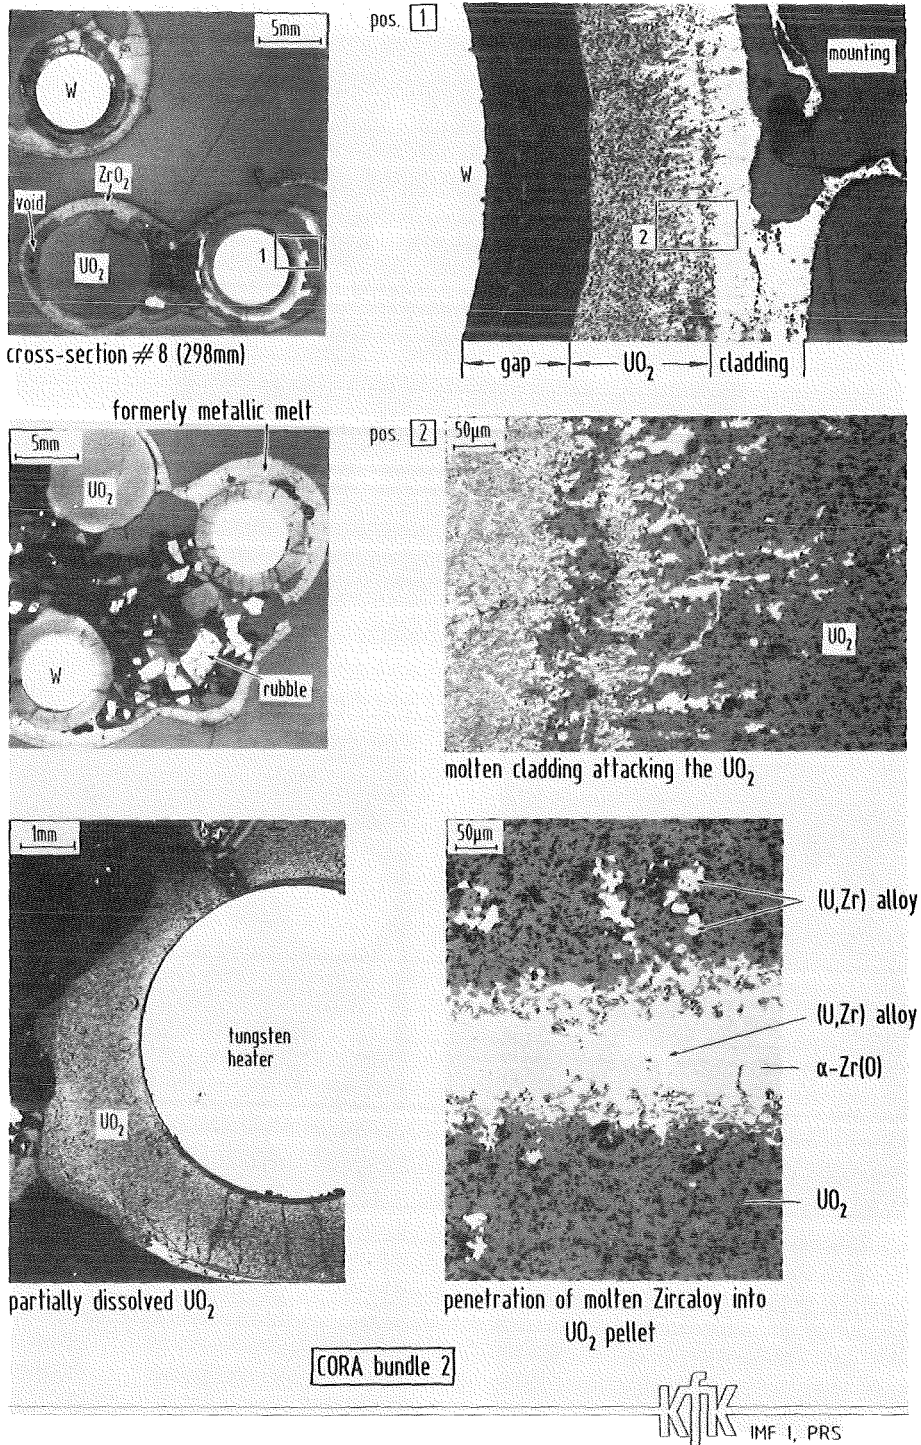 5mm
W
ZrO₂
void
UO₂
1
cross-section #8 (298mm)
pos. 1
mounting
W
2
gap
UO₂
cladding
formerly metallic melt
5mm
UO₂
W
rubble
pos. 2
50µm
UO₂
molten cladding attacking the UO₂
1mm
tungsten
heater
UO₂
partially dissolved UO₂
50µm
(U,Zr) alloy
(U,Zr) alloy
α-Zr(O)
UO₂
penetration of molten Zircaloy into
UO₂ pellet
CORA bundle 2
KfK
IMF I, PRS